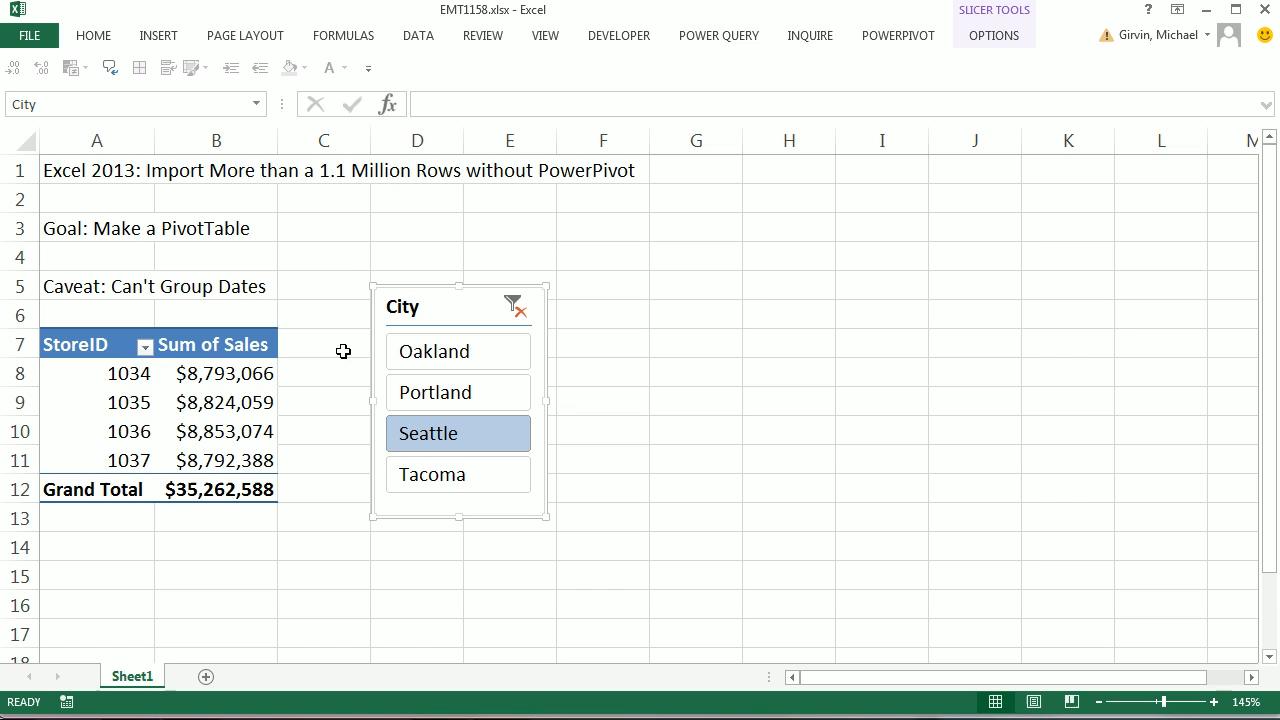 EMT1158.xlsx - Excel
SLICER TOOLS
?
FILE HOME INSERT PAGE LAYOUT FORMULAS DATA REVIEW VIEW DEVELOPER POWER QUERY INQUIRE POWERPIVOT OPTIONS Girvin, Michael
City fx
A B C D E F G H I J K L M
1 Excel 2013: Import More than a 1.1 Million Rows without PowerPivot
2
3 Goal: Make a PivotTable
4
5 Caveat: Can't Group Dates
6
7 StoreID Sum of Sales
8 1034 $8,793,066
9 1035 $8,824,059
10 1036 $8,853,074
11 1037 $8,792,388
12 Grand Total $35,262,588
13
14
15
16
17
18
City
Oakland
Portland
Seattle
Tacoma
Sheet1
READY 145%